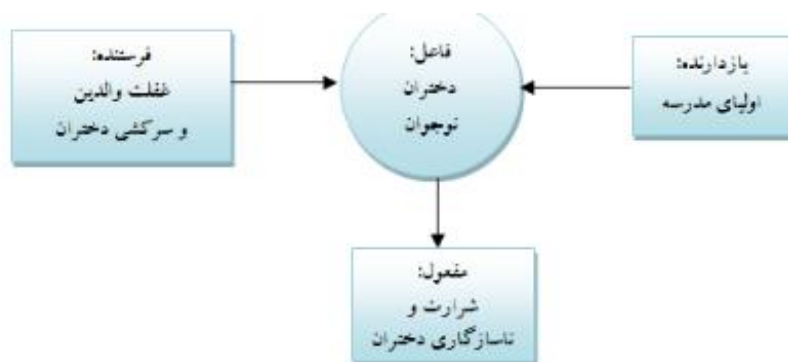 فرستنده:
غفلت والدین
و سرکشی دختران
فاعل:
دختران
نوجوان
بازدارنده:
اولیای مدرسه
مفعول:
شرارت و
ناسازگاری دختران